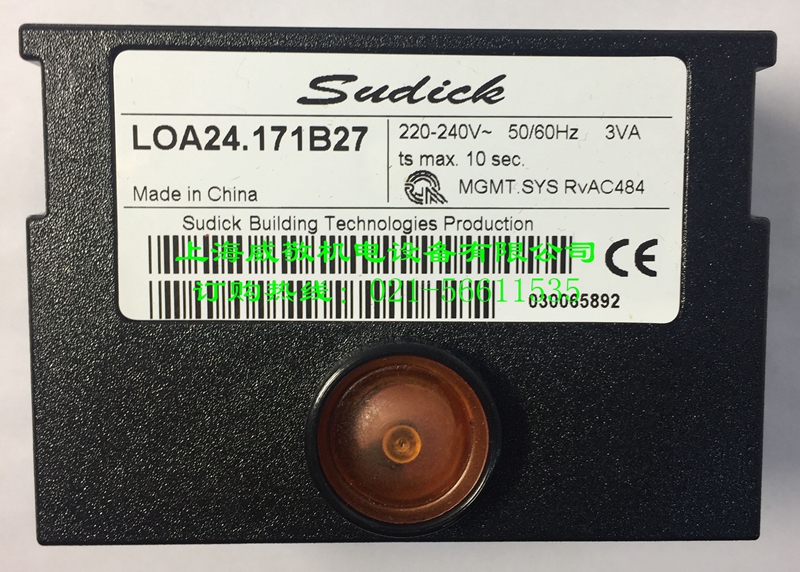 Sudick
LOA24.171B27
220-240V~ 50/60Hz 3VA
ts max. 10 sec.
MGMT.SYS RvAC484
Made in China
Sudick Building Technologies Production
上海威敬机电设备有限公司
订购热线：021-56611535
CE
030065892